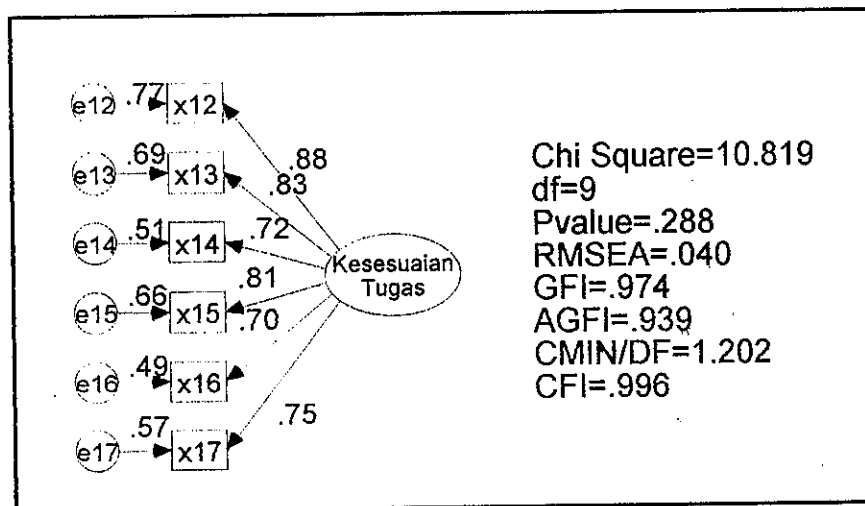 e12 .77 x12
.88
e13 .69 x13
.83
e14 .51 x14
.72
Kesesuaian
Tugas
e15 .66 x15
.81
.70
e16 .49 x16
e17 .57 x17
.75
Chi Square=10.819
df=9
Pvalue=.288
RMSEA=.040
GFI=.974
AGFI=.939
CMIN/DF=1.202
CFI=.996